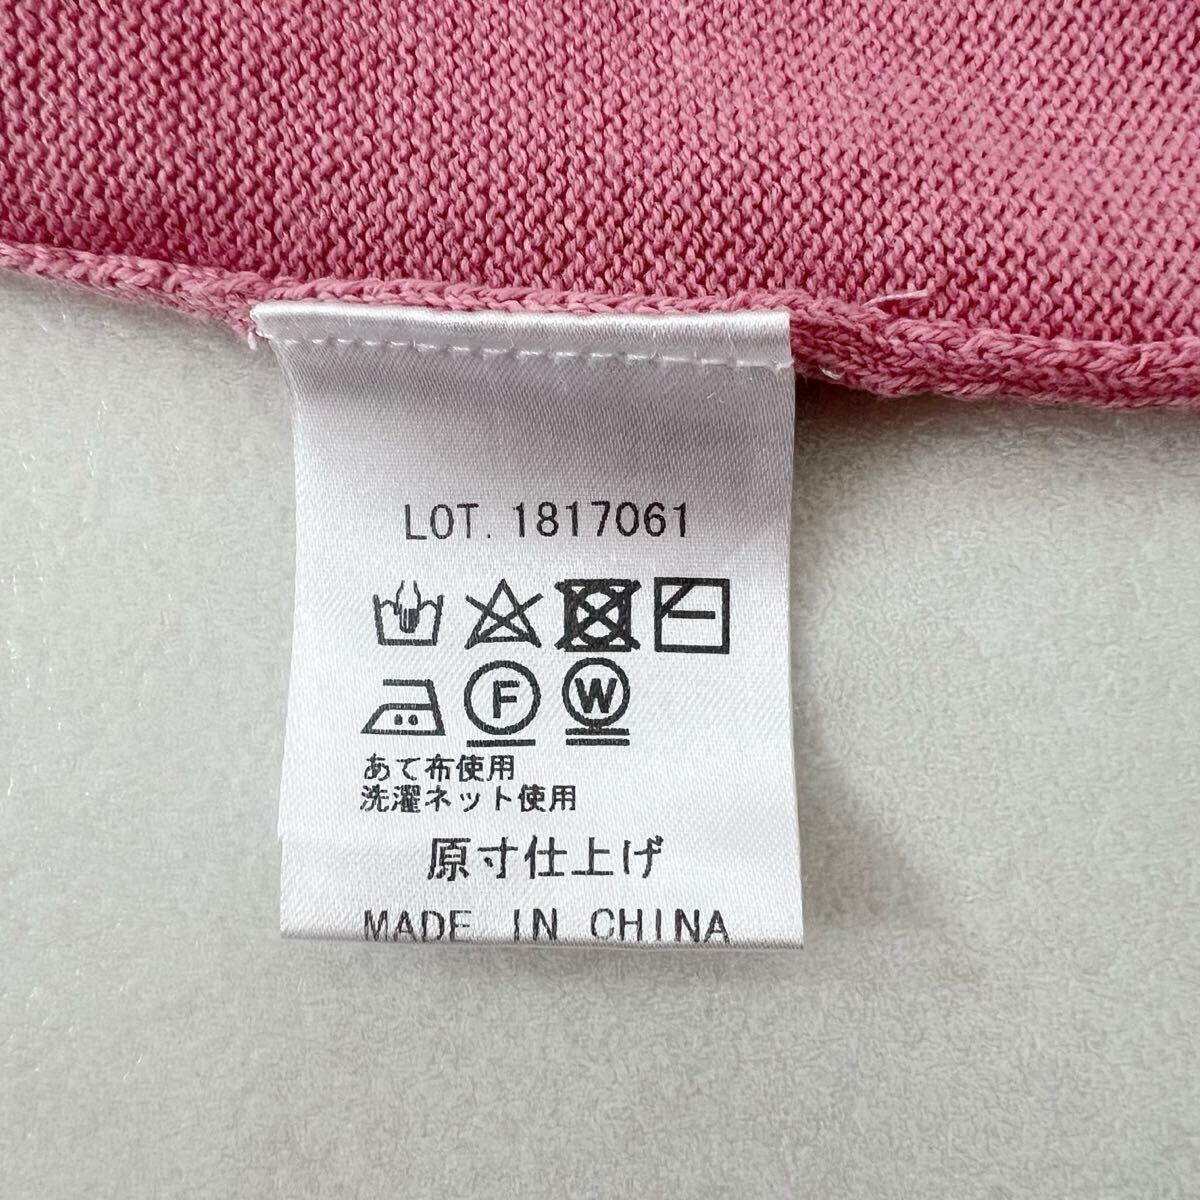 LOT. 1817061
F W
あて布使用
洗濯ネット使用
原寸仕上げ
MADE IN CHINA